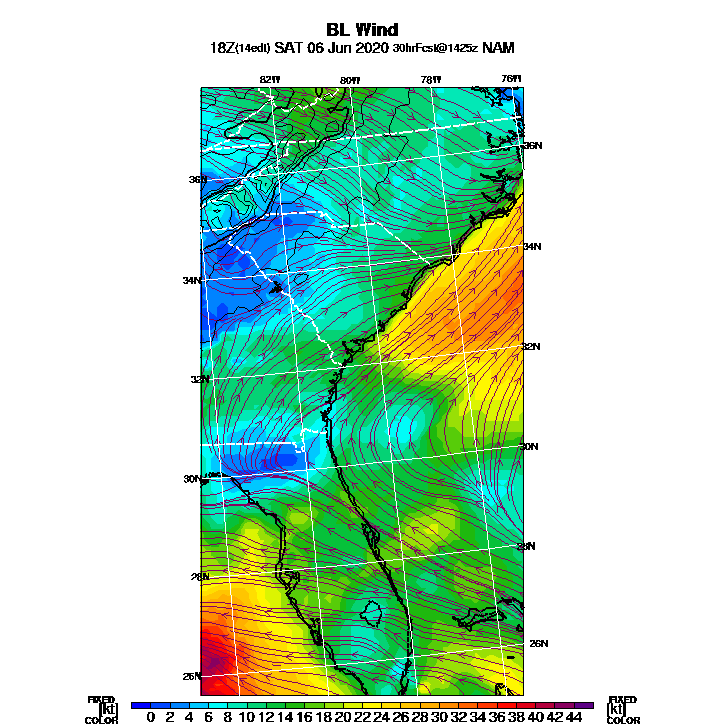 BL Wind
18Z(14edt) SAT 06 Jun 2020 30hrFcst@1425z NAM
82W 80W 78W 76W
36N
36N
34N
34N
32N
32N
30N
30N
28N
28N
26N
26N
FIXED FIXED
[kt] [kt]
COLOR COLOR
0 2 4 6 8 10 12 14 16 18 20 22 24 26 28 30 32 34 36 38 40 42 44